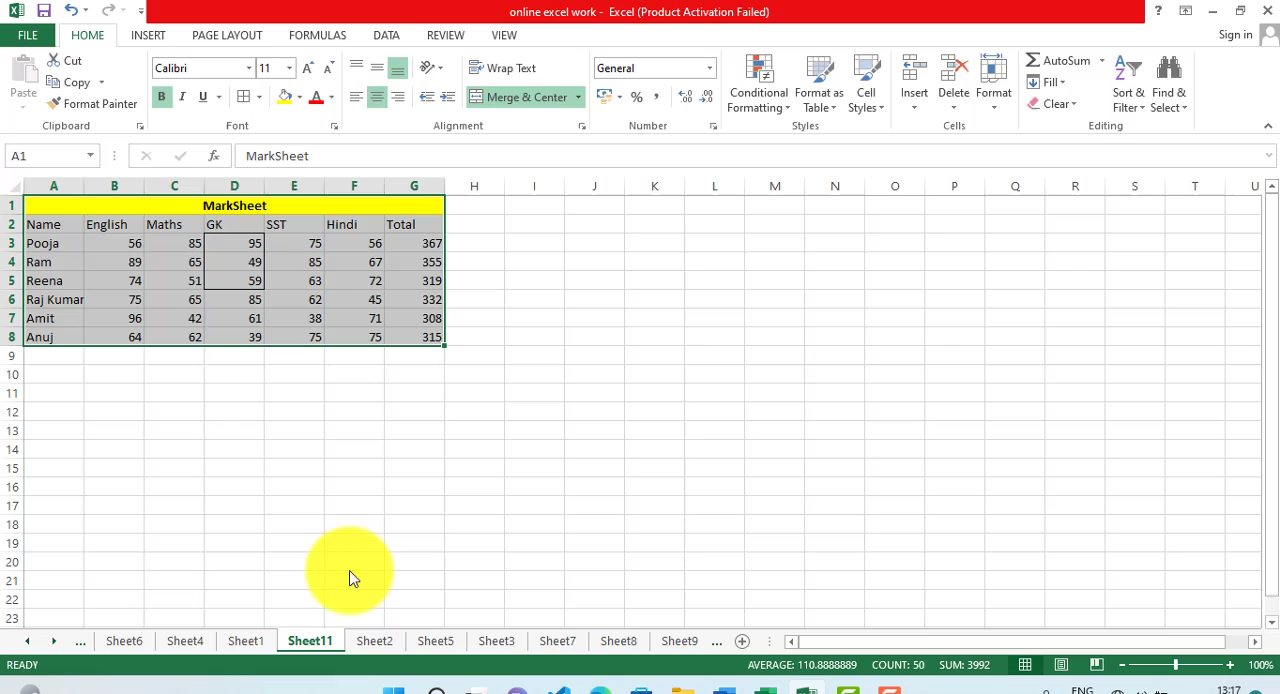 online excel work - Excel (Product Activation Failed)
?
FILE HOME INSERT PAGE LAYOUT FORMULAS DATA REVIEW VIEW Sign in
Paste Cut Copy Format Painter
Clipboard
Calibri 11
B I U A
Font
Wrap Text
Merge & Center
Alignment
General
%
Number
Conditional Formatting Format as Table Cell Styles
Styles
Insert Delete Format
Cells
AutoSum Fill Clear
Sort & Filter Find & Select
Editing
A1 fx MarkSheet
A B C D E F G H I J K L M N O P Q R S T U
1 MarkSheet
2 Name English Maths GK SST Hindi Total
3 Pooja 56 85 95 75 56 367
4 Ram 89 65 49 85 67 355
5 Reena 74 51 59 63 72 319
6 Raj Kumar 75 65 85 62 45 332
7 Amit 96 42 61 38 71 308
8 Anuj 64 62 39 75 75 315
9
10
11
12
13
14
15
16
17
18
19
20
21
22
23
... Sheet6 Sheet4 Sheet1 Sheet11 Sheet2 Sheet5 Sheet3 Sheet7 Sheet8 Sheet9 ...
READY AVERAGE: 110.8888889 COUNT: 50 SUM: 3992 100%
ENG 13:17